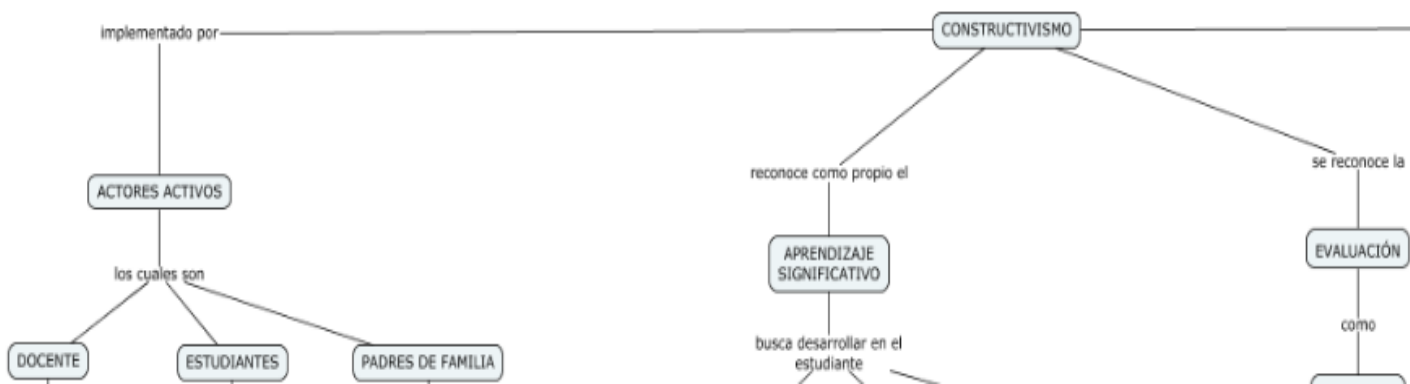 CONSTRUCTIVISMO
implementado por
ACTORES ACTIVOS
los cuales son
DOCENTE
ESTUDIANTES
PADRES DE FAMILIA
reconoce como propio el
APRENDIZAJE
SIGNIFICATIVO
busca desarrollar en el
estudiante
se reconoce la
EVALUACIÓN
como